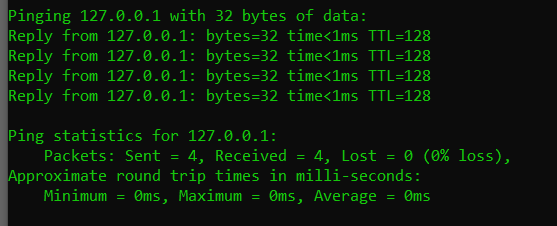 Pinging 127.0.0.1 with 32 bytes of data:
Reply from 127.0.0.1: bytes=32 time<1ms TTL=128
Reply from 127.0.0.1: bytes=32 time<1ms TTL=128
Reply from 127.0.0.1: bytes=32 time<1ms TTL=128
Reply from 127.0.0.1: bytes=32 time<1ms TTL=128
Ping statistics for 127.0.0.1:
Packets: Sent = 4, Received = 4, Lost = 0 (0% loss),
Approximate round trip times in milli-seconds:
Minimum = 0ms, Maximum = 0ms, Average = 0ms